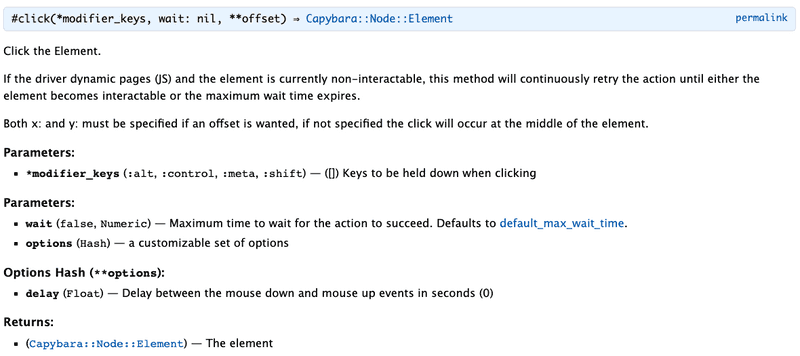 #click(*modifier_keys, wait: nil, **offset) ⇒ Capybara::Node::Element permalink
Click the Element.
If the driver dynamic pages (JS) and the element is currently non-interactable, this method will continuously retry the action until either the
element becomes interactable or the maximum wait time expires.
Both x: and y: must be specified if an offset is wanted, if not specified the click will occur at the middle of the element.
Parameters:
▪ *modifier_keys (:alt, :control, :meta, :shift) — ([]) Keys to be held down when clicking
Parameters:
▪ wait (false, Numeric) — Maximum time to wait for the action to succeed. Defaults to default_max_wait_time.
▪ options (Hash) — a customizable set of options
Options Hash (**options):
▪ delay (Float) — Delay between the mouse down and mouse up events in seconds (0)
Returns:
▪ (Capybara::Node::Element) — The element